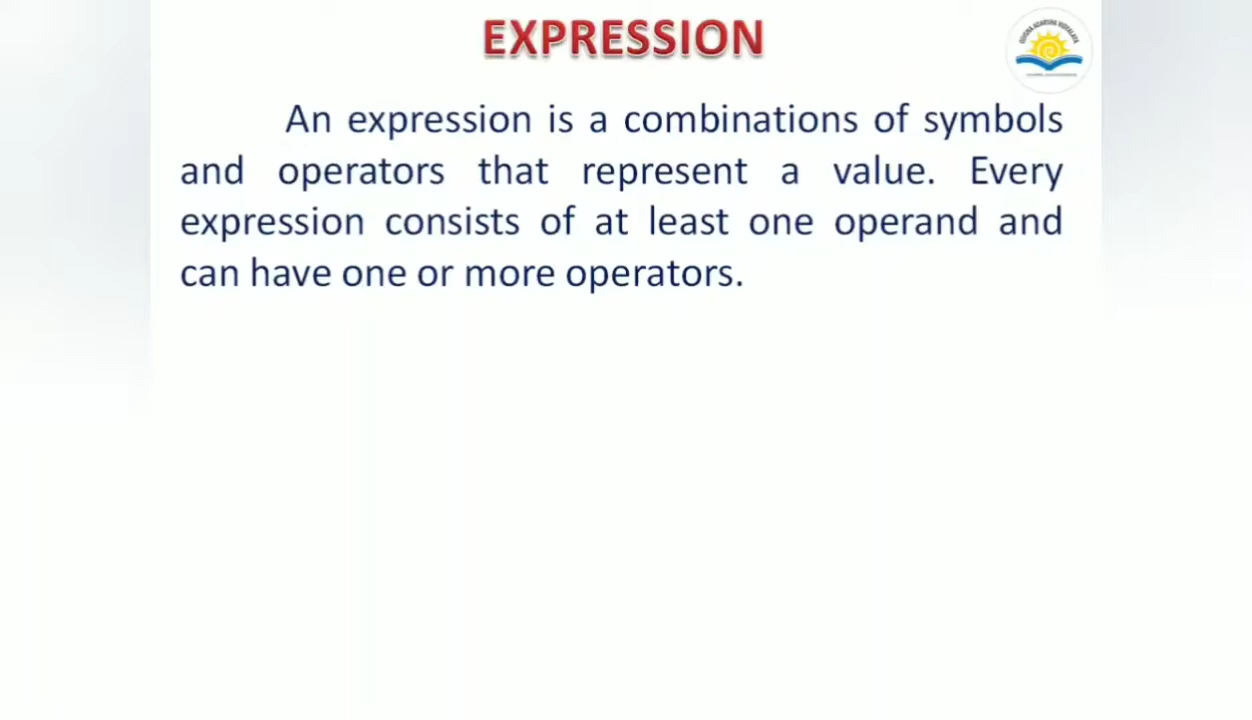 EXPRESSION
An expression is a combinations of symbols
and operators that represent a value. Every
expression consists of at least one operand and
can have one or more operators.